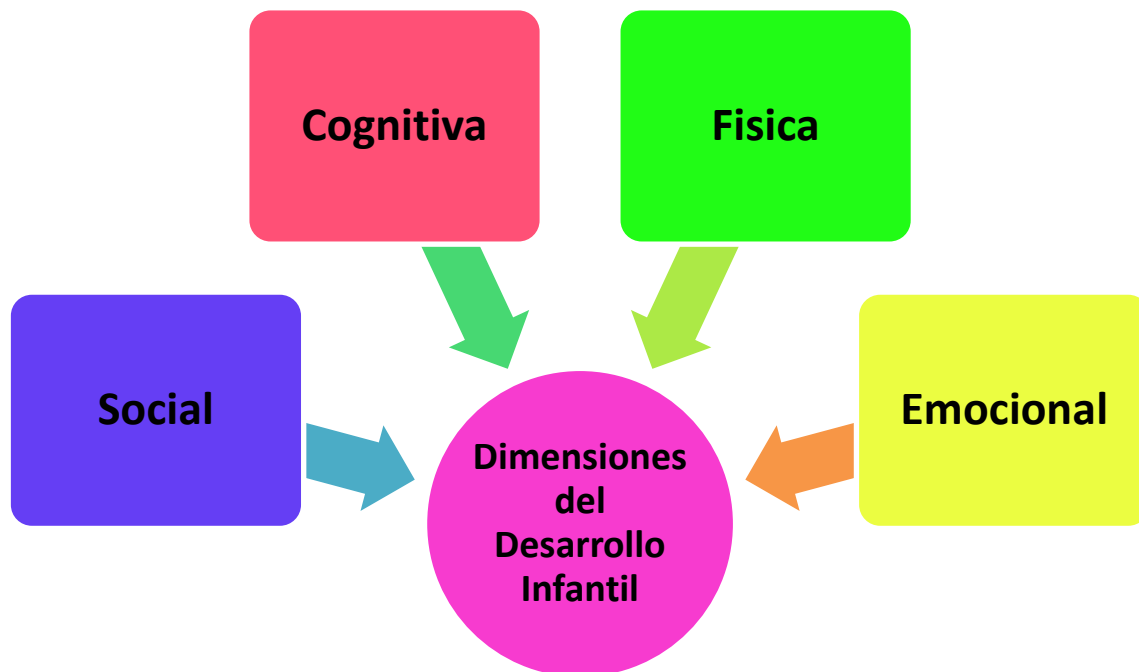 Cognitiva
Fisica
Social
Emocional
Dimensiones
del
Desarrollo
Infantil